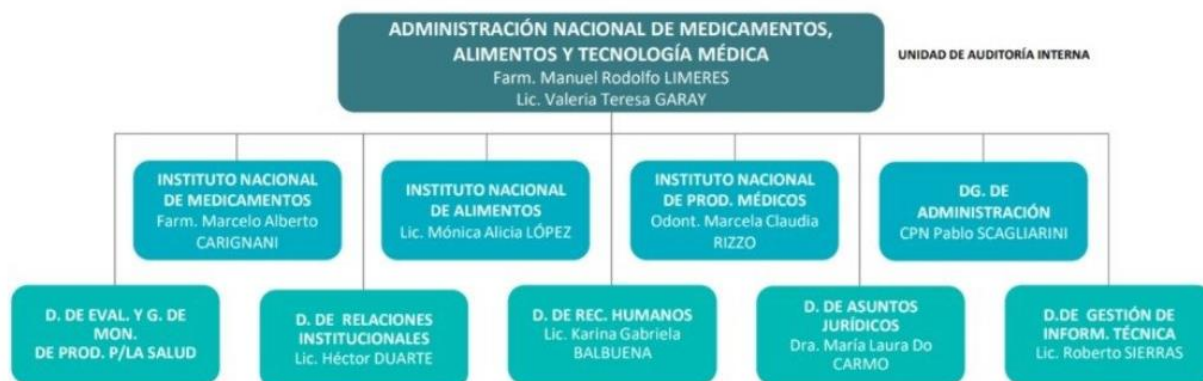 ADMINISTRACIÓN NACIONAL DE MEDICAMENTOS,
ALIMENTOS Y TECNOLOGÍA MÉDICA
Farm. Manuel Rodolfo LIMERES
Lic. Valeria Teresa GARAY
UNIDAD DE AUDITORÍA INTERNA
INSTITUTO NACIONAL
DE MEDICAMENTOS
Farm. Marcelo Alberto
CARIGNANI
INSTITUTO NACIONAL
DE ALIMENTOS
Lic. Mónica Alicia LÓPEZ
INSTITUTO NACIONAL
DE PROD. MÉDICOS
Odont. Marcela Claudia
RIZZO
DG. DE
ADMINISTRACIÓN
CPN Pablo SCAGLIARINI
D. DE EVAL. Y G. DE
MON.
DE PROD. P/LA SALUD
D. DE RELACIONES
INSTITUCIONALES
Lic. Héctor DUARTE
D. DE REC. HUMANOS
Lic. Karina Gabriela
BALBUENA
D. DE ASUNTOS
JURÍDICOS
Dra. María Laura Do
CARMO
D.DE GESTIÓN DE
INFORM. TÉCNICA
Lic. Roberto SIERRAS